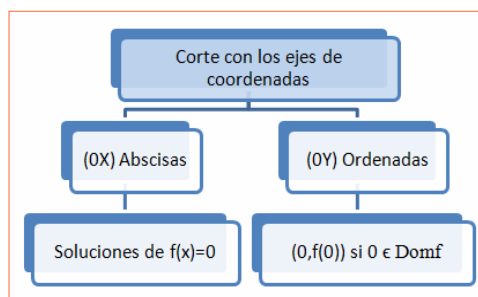 Corte con los ejes de
coordenadas
(0X) Abscisas
(0Y) Ordenadas
Soluciones de f(x)=0
(0,f(0)) si 0 ϵ Domf